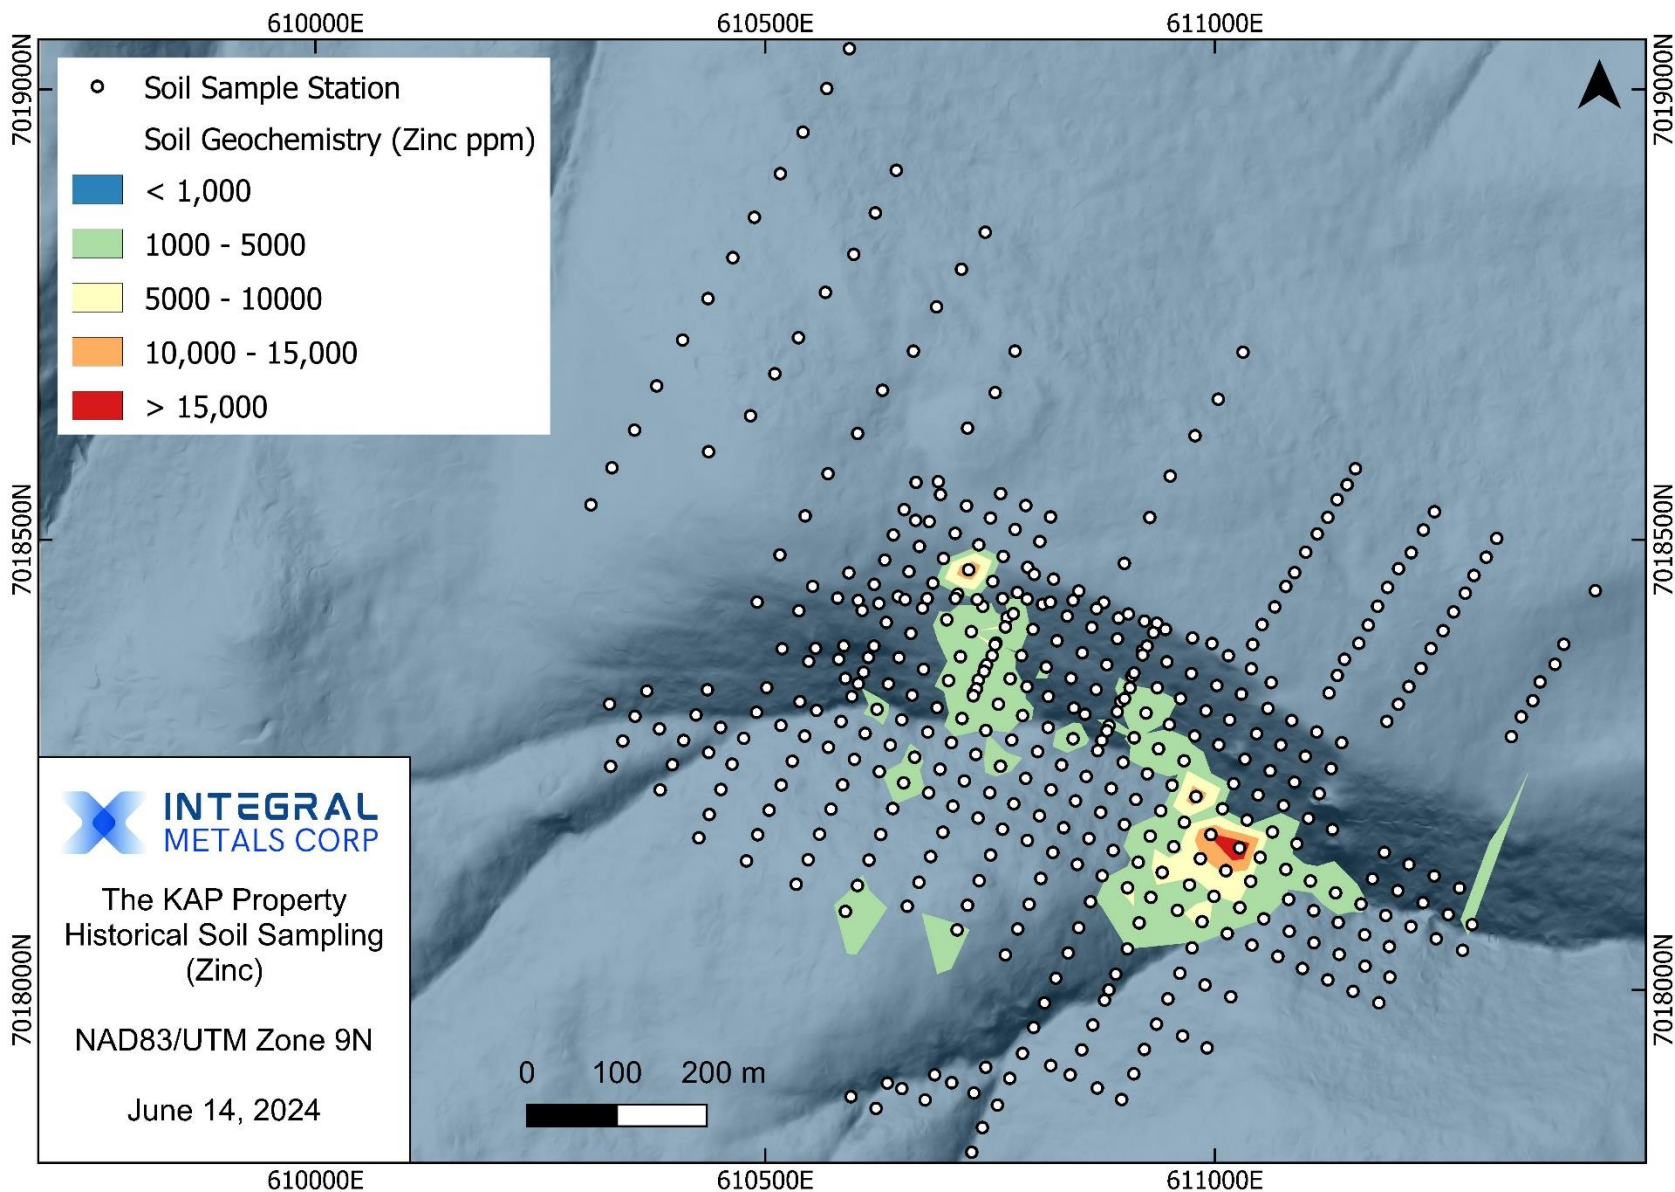 610000E
610500E
611000E
7019000N
7019000N
Soil Sample Station
Soil Geochemistry (Zinc ppm)
< 1,000
1000 - 5000
5000 - 10000
10,000 - 15,000
> 15,000
7018500N
7018500N
INTEGRAL
METALS CORP
The KAP Property
Historical Soil Sampling
(Zinc)
NAD83/UTM Zone 9N
June 14, 2024
7018000N
7018000N
0 100 200 m
610000E
610500E
611000E